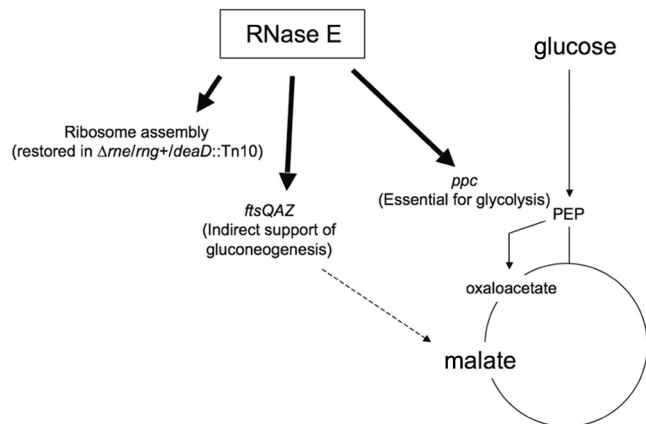 RNase E
glucose
Ribosome assembly
(restored in Δrne/rng+/deaD::Tn10)
ppc
(Essential for glycolysis)
PEP
ftsQAZ
(Indirect support of
gluconeogenesis)
oxaloacetate
malate